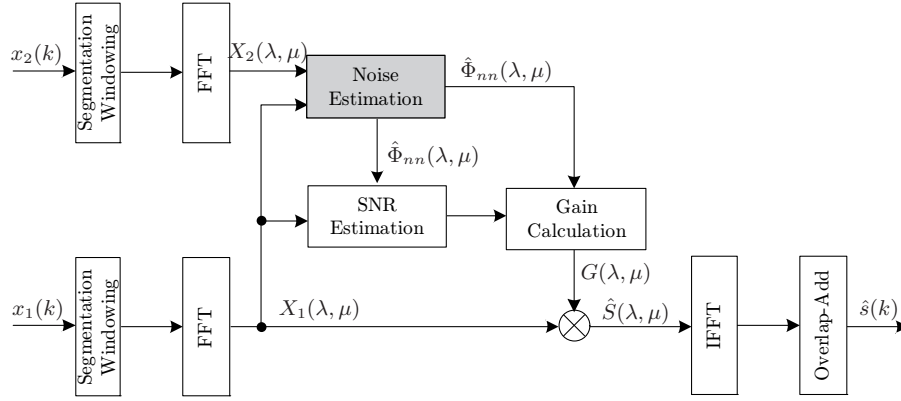 x₂(k)
Segmentation
Windowing
FFT
X₂(λ, μ)
Noise
Estimation
Φ̂ₙₙ(λ, μ)
Φ̂ₙₙ(λ, μ)
SNR
Estimation
Gain
Calculation
G(λ, μ)
x₁(k)
Segmentation
Windowing
FFT
X₁(λ, μ)
Ŝ(λ, μ)
IFFT
Overlap-Add
ŝ(k)